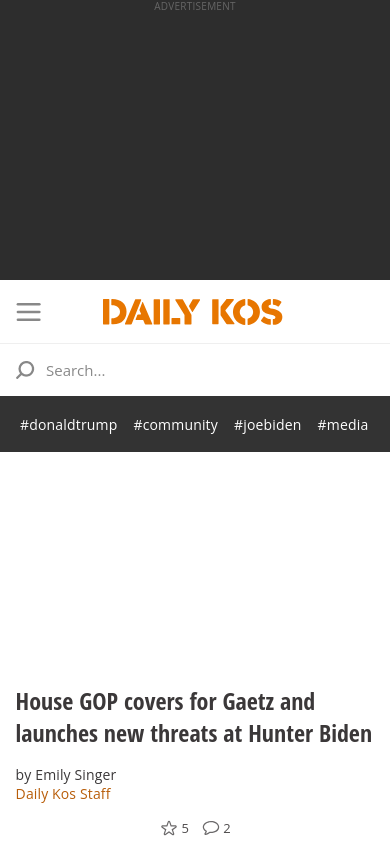 ADVERTISEMENT
DAILY KOS
Search...
#donaldtrump #community #joebiden #media
House GOP covers for Gaetz and
launches new threats at Hunter Biden
by Emily Singer
Daily Kos Staff
5 2